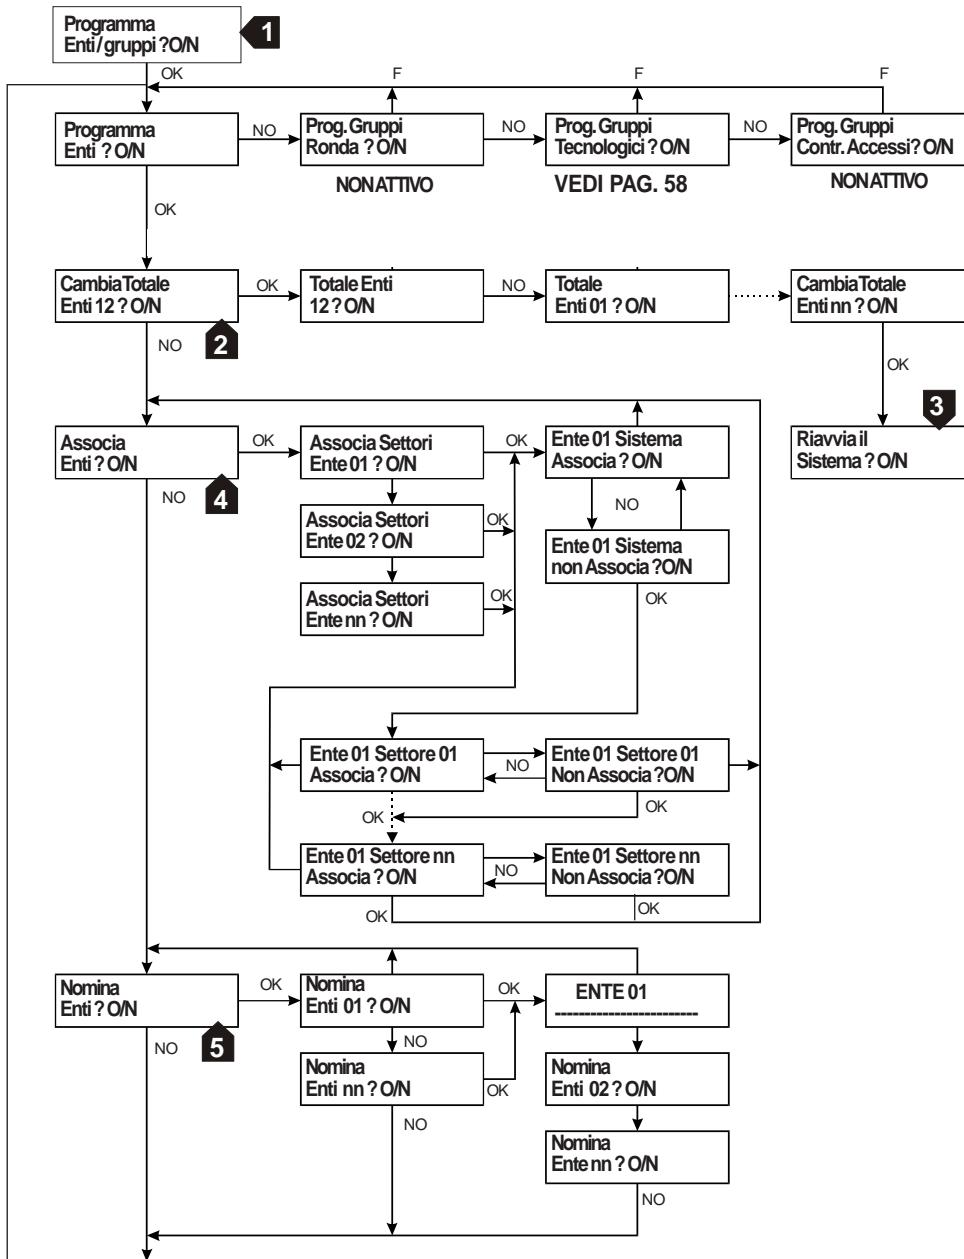 Programma
Enti/gruppi ?O/N
1
OK
F
F
F
Programma
Enti ? O/N
NO
Prog. Gruppi
Ronda ? O/N
NO
Prog. Gruppi
Tecnologici ? O/N
NO
Prog. Gruppi
Contr. Accessi? O/N
NON ATTIVO
VEDI PAG. 58
NON ATTIVO
OK
Cambia Totale
Enti 12 ? O/N
OK
Totale Enti
12 ? O/N
NO
Totale
Enti 01 ? O/N
Cambia Totale
Enti nn ? O/N
NO
2
OK
3
Associa
Enti ? O/N
OK
Associa Settori
Ente 01 ? O/N
OK
Ente 01 Sistema
Associa ? O/N
Riavvia il
Sistema ? O/N
NO
4
NO
Associa Settori
Ente 02 ? O/N
OK
Ente 01 Sistema
non Associa ?O/N
OK
Associa Settori
Ente nn ? O/N
OK
Ente 01 Settore 01
Associa ? O/N
NO
Ente 01 Settore 01
Non Associa ?O/N
OK
OK
Ente 01 Settore nn
Associa ? O/N
NO
Ente 01 Settore nn
Non Associa ?O/N
OK
OK
Nomina
Enti ? O/N
OK
Nomina
Enti 01 ? O/N
OK
ENTE 01
------------------------
NO
5
NO
Nomina
Enti nn ? O/N
OK
Nomina
Enti 02 ? O/N
NO
Nomina
Ente nn ? O/N
NO